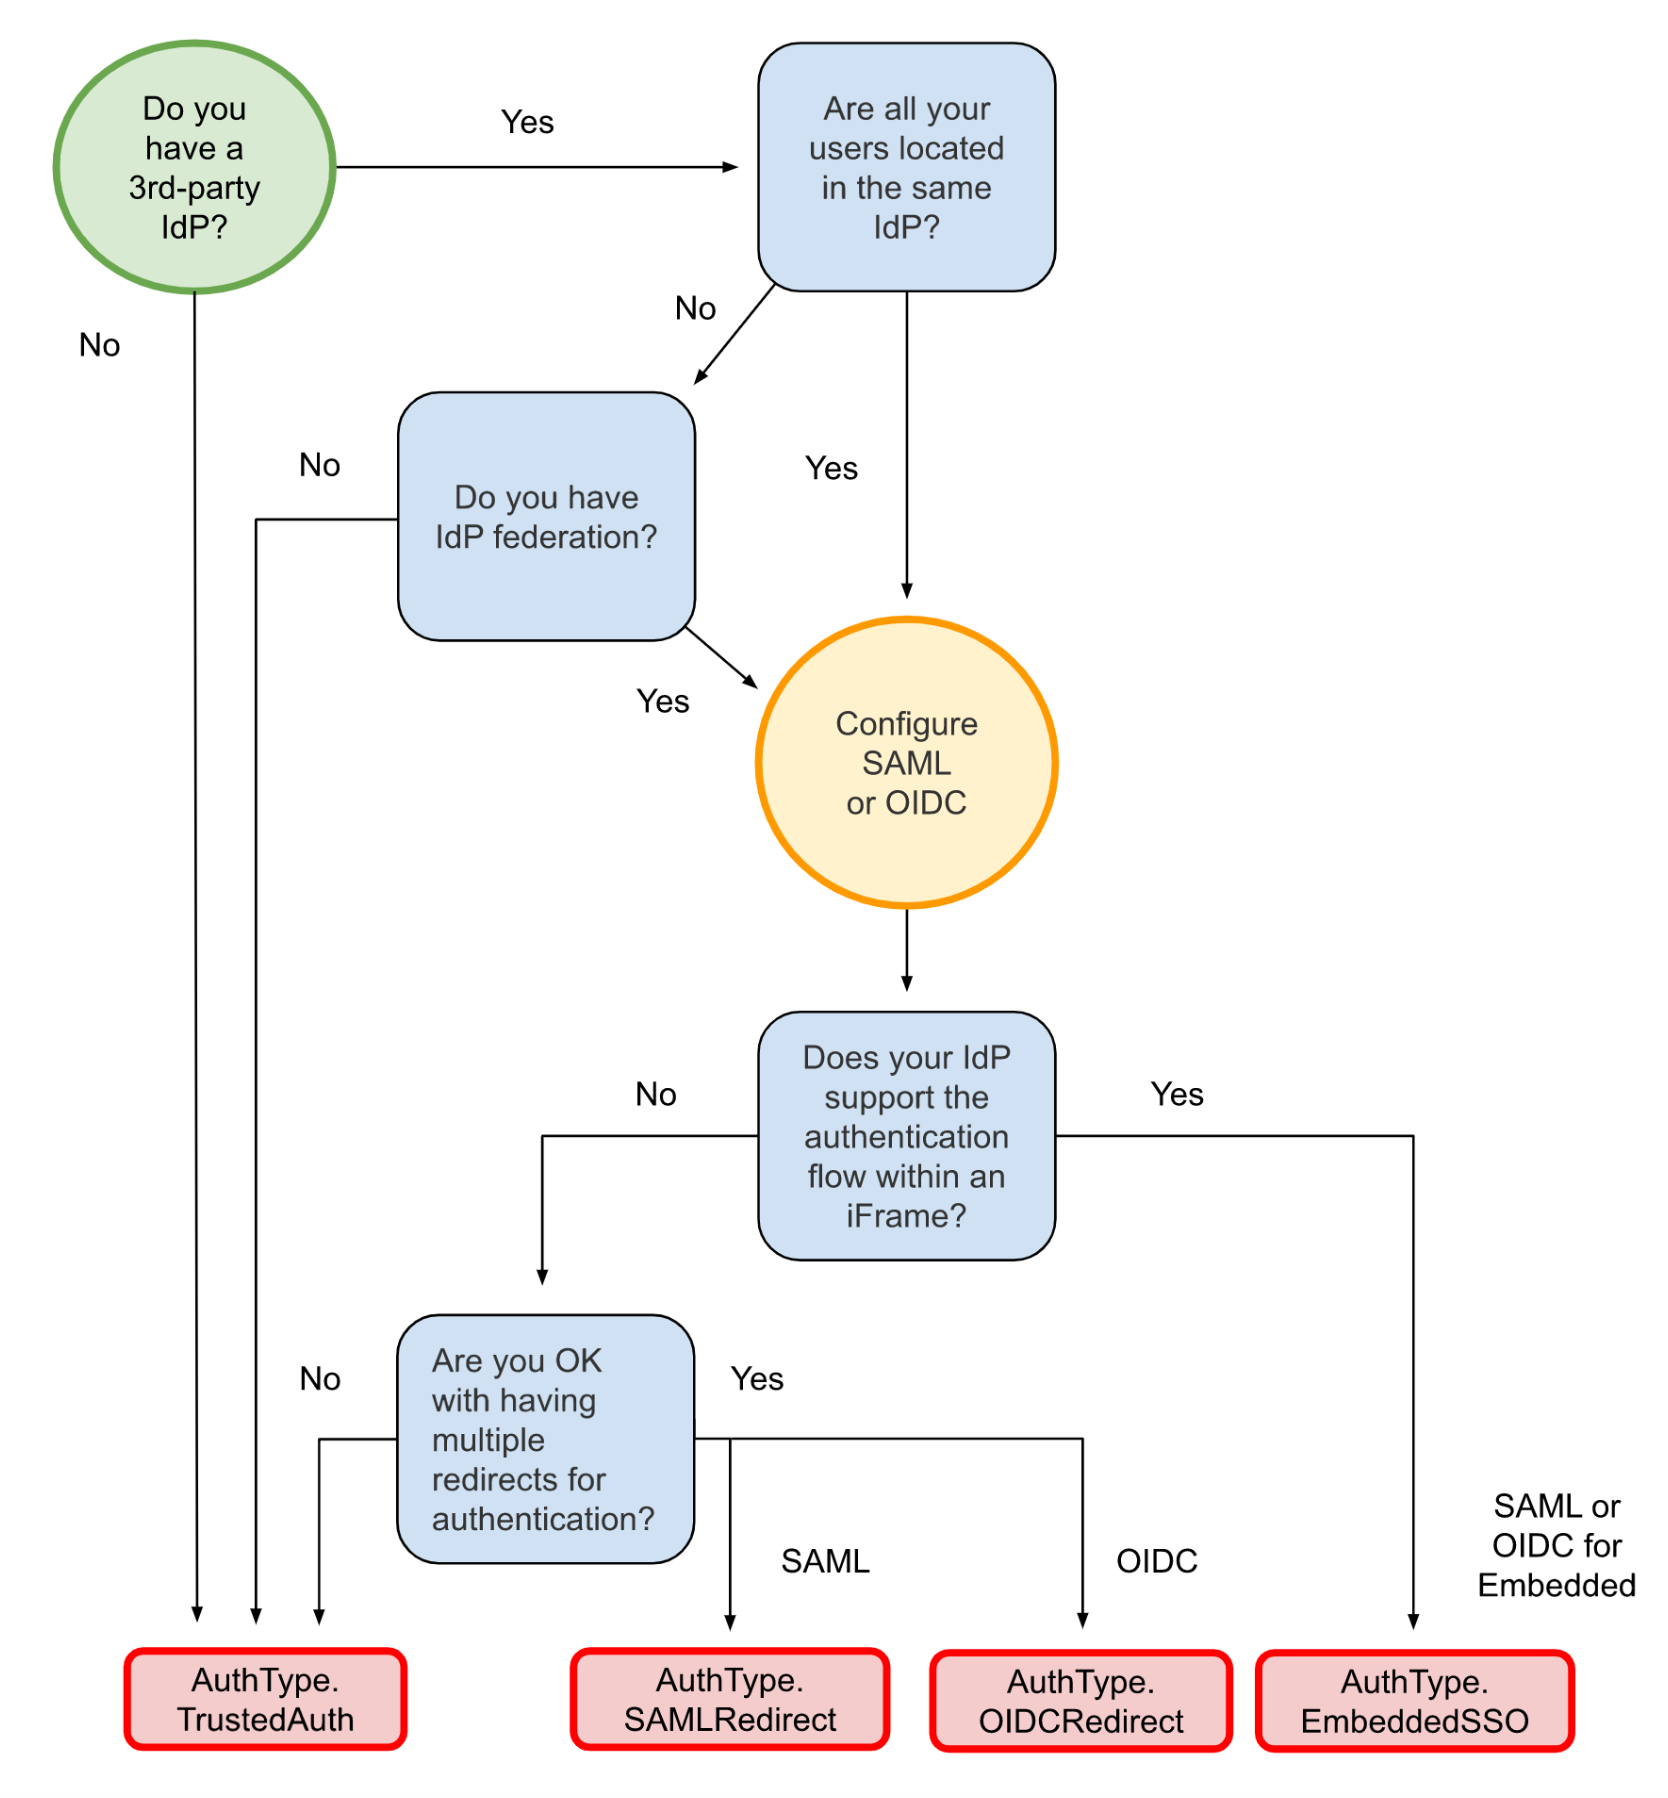 Do you
have a
3rd-party
IdP?
Yes
Are all your
users located
in the same
IdP?
No
No
Do you have
IdP federation?
No
Yes
Yes
Configure
SAML
or OIDC
Does your IdP
support the
authentication
flow within an
iFrame?
No
Yes
Are you OK
with having
multiple
redirects for
authentication?
No
Yes
SAML
OIDC
SAML or
OIDC for
Embedded
AuthType.
TrustedAuth
AuthType.
SAMLRedirect
AuthType.
OIDCRedirect
AuthType.
EmbeddedSSO